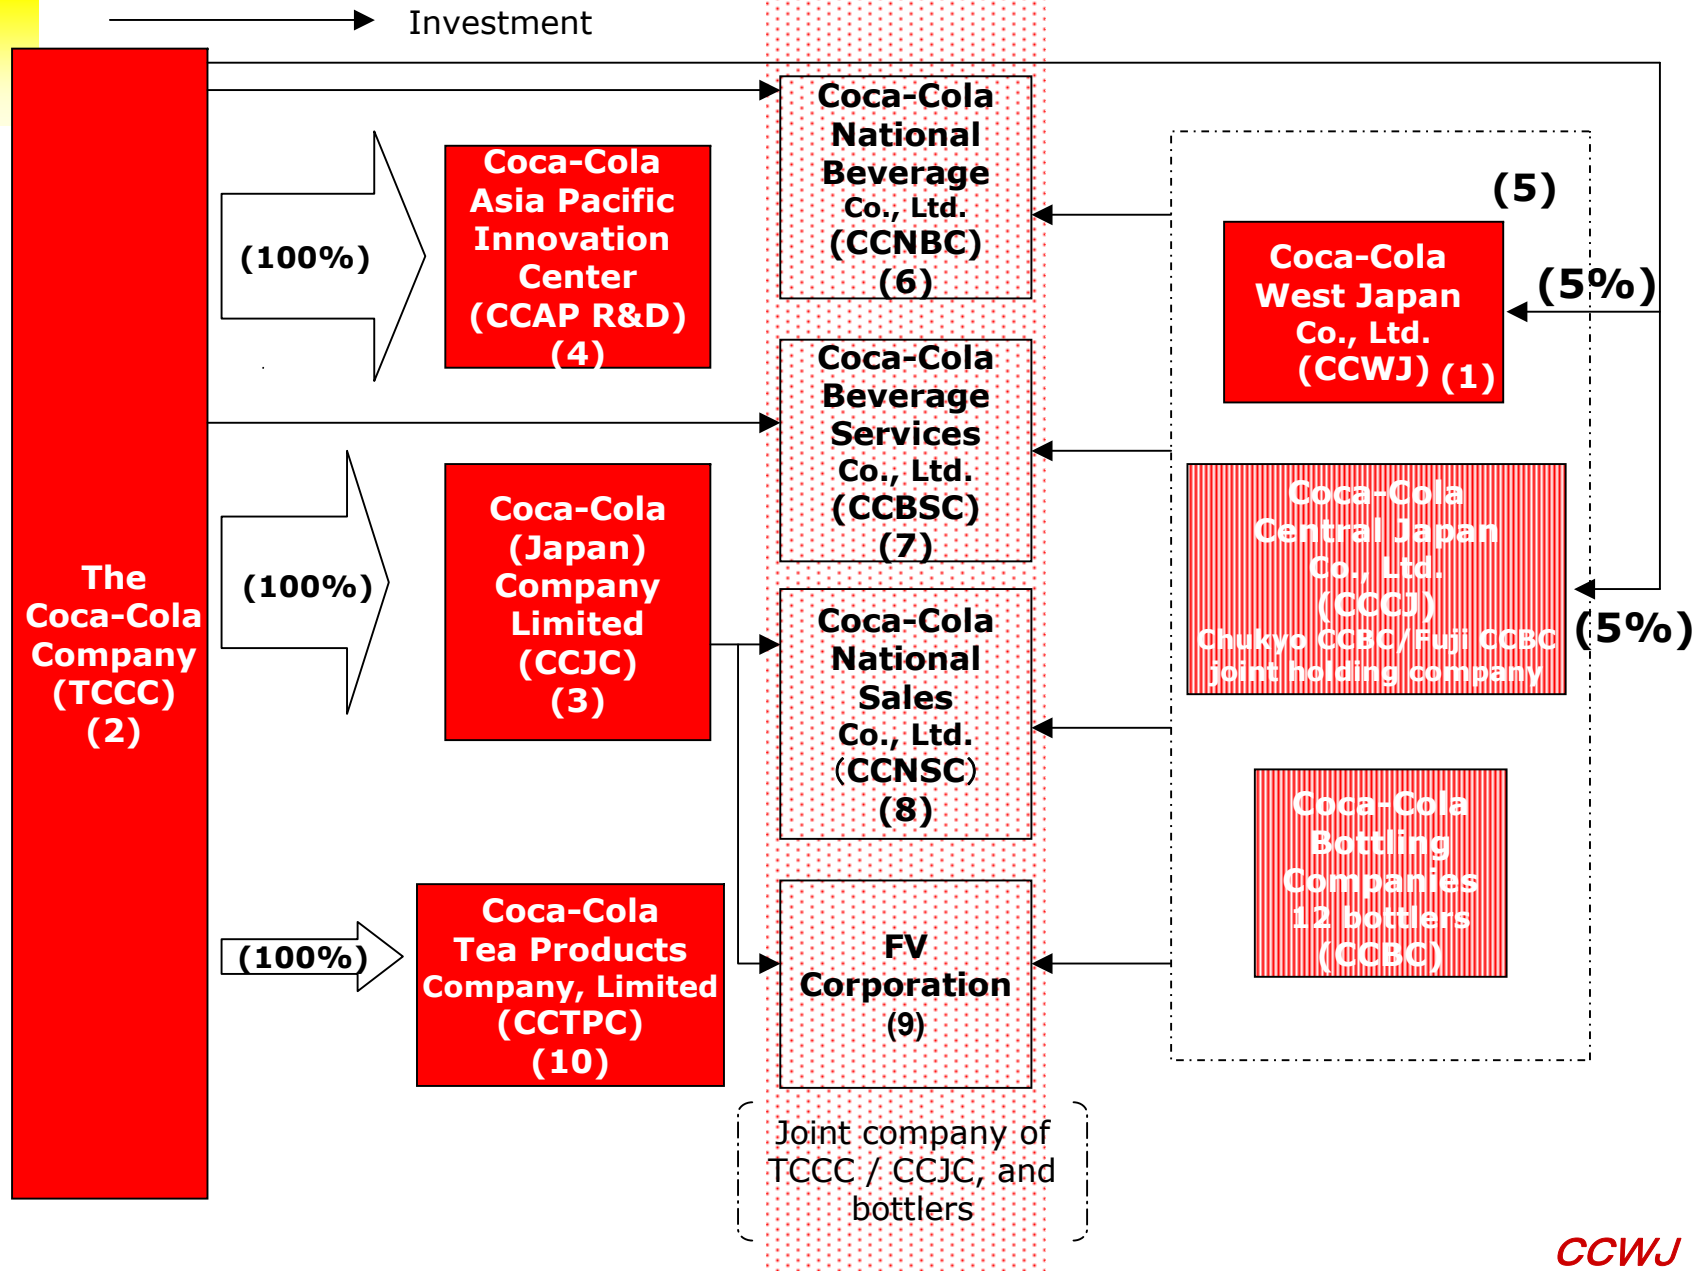 Investment
The
Coca-Cola
Company
(TCCC)
(2)
(100%)
Coca-Cola
Asia Pacific
Innovation
Center
(CCAP R&D)
(4)
(100%)
Coca-Cola
(Japan)
Company
Limited
(CCJC)
(3)
(100%)
Coca-Cola
Tea Products
Company, Limited
(CCTPC)
(10)
Coca-Cola
National
Beverage
Co., Ltd.
(CCNBC)
(6)
Coca-Cola
Beverage
Services
Co., Ltd.
(CCBSC)
(7)
Coca-Cola
National
Sales
Co., Ltd.
（CCNSC）
(8)
FV
Corporation
(9)
Joint company of
TCCC / CCJC, and
bottlers
(5)
Coca-Cola
West Japan
Co., Ltd.
(CCWJ) (1)
(5%)
Coca-Cola
Central Japan
Co., Ltd.
(CCCJ)
Chukyo CCBC/Fuji CCBC
joint holding company
(5%)
Coca-Cola
Bottling
Companies
12 bottlers
(CCBC)
CCWJ